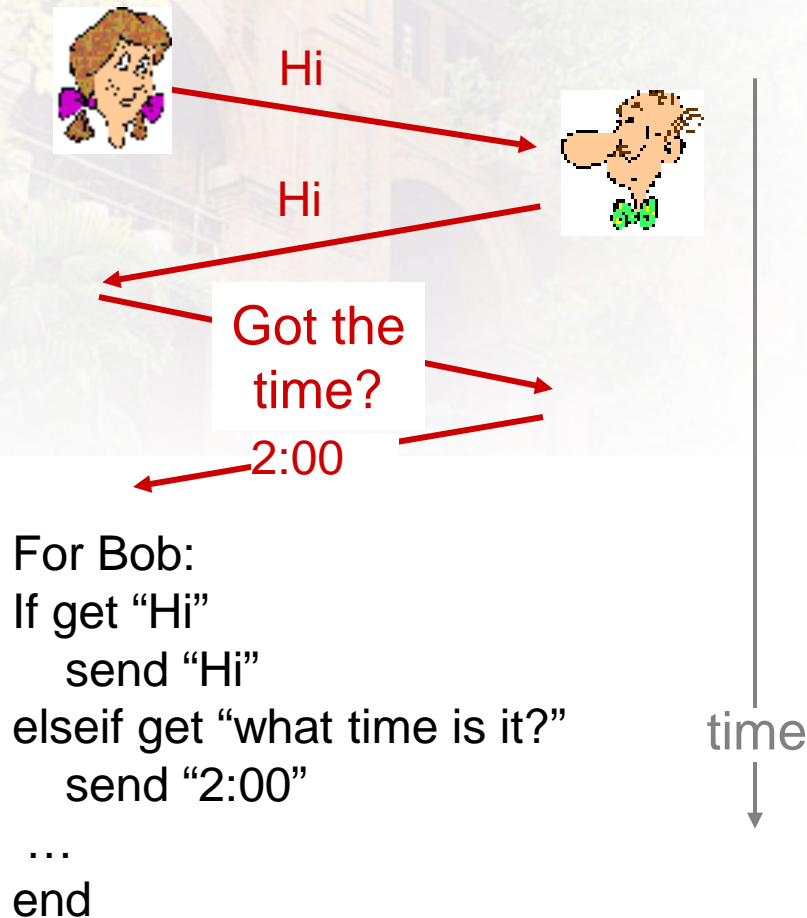 Hi
Hi
Got the
time?
2:00
For Bob:
If get “Hi”
send “Hi”
elseif get “what time is it?”
time
send “2:00”
…
end